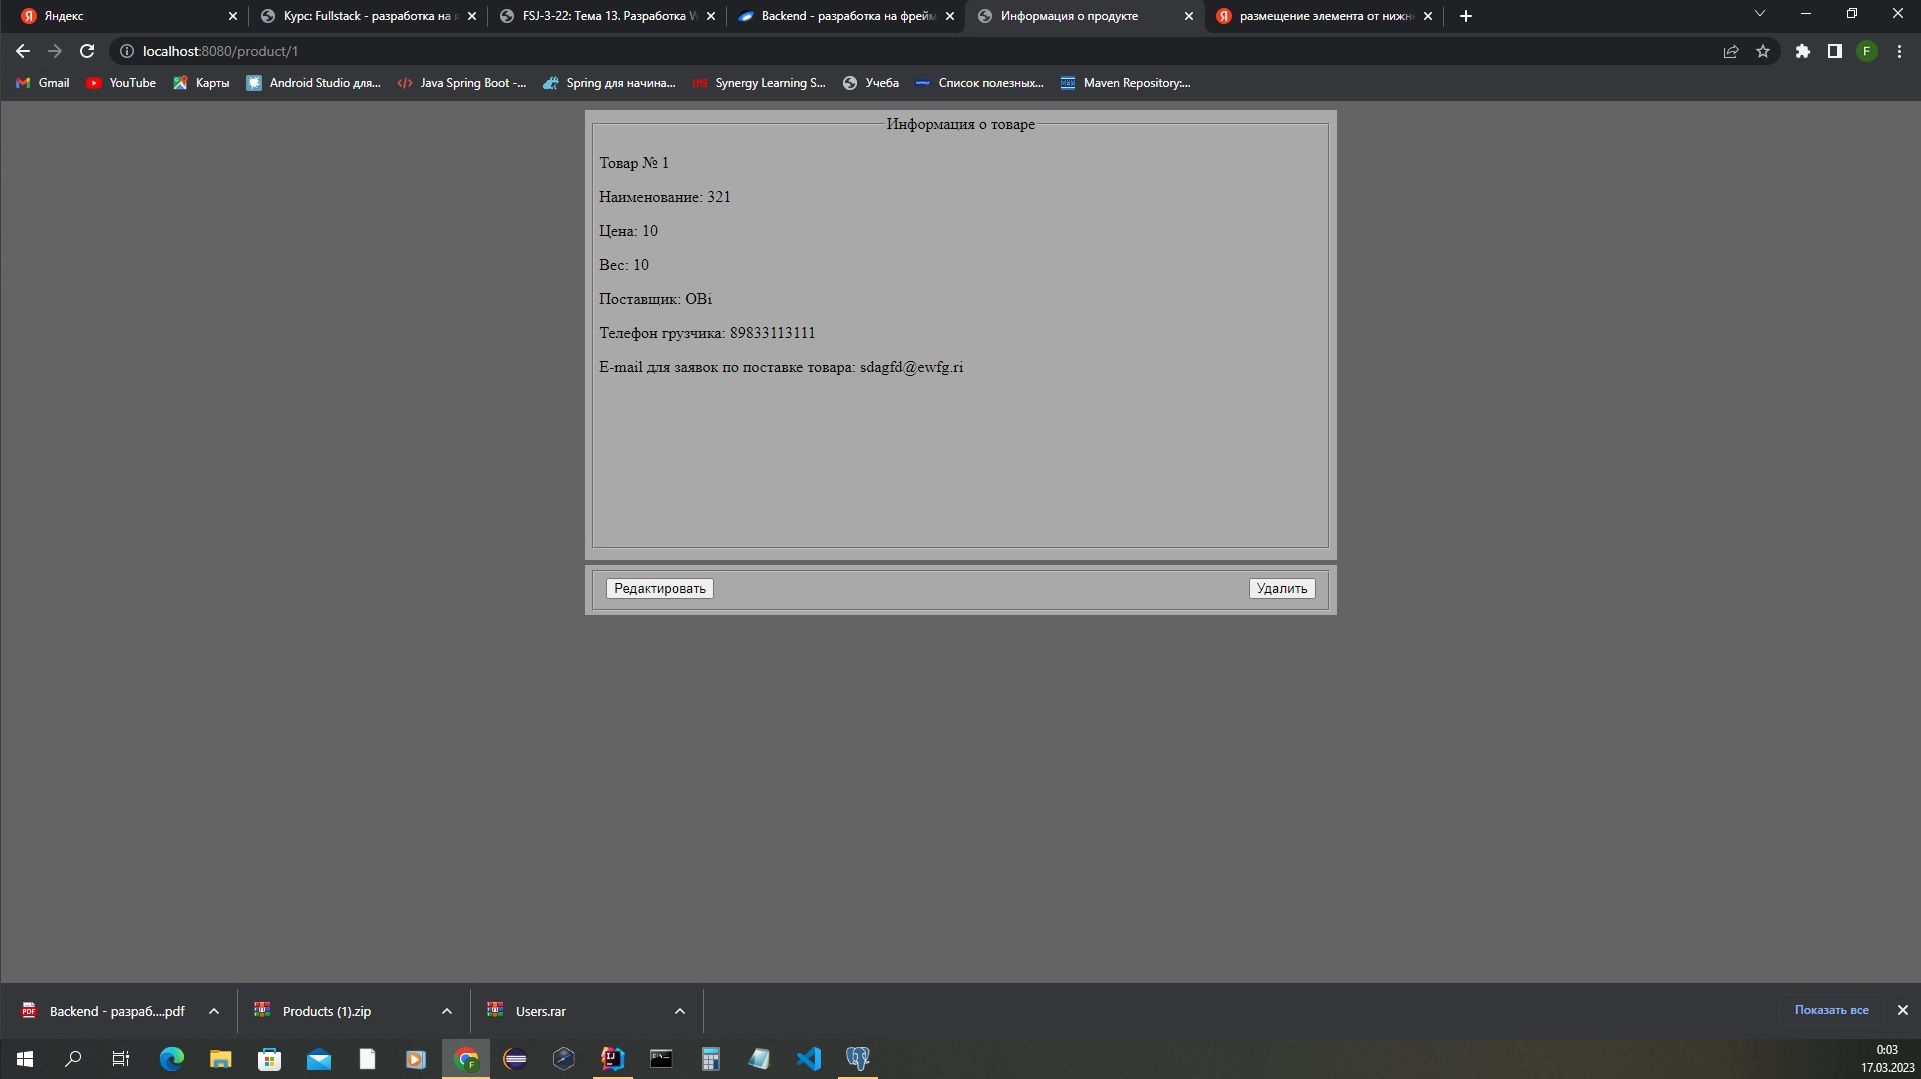 Яндекс
Курс: Fullstack - разработка на я
FSJ-3-22: Тема 13. Разработка W
Backend - разработка на фрейм
Информация о продукте
размещение элемента от нижн
localhost:8080/product/1
F
Gmail
YouTube
Карты
Android Studio для...
Java Spring Boot -...
Spring для начина...
LMS Synergy Learning S...
Учеба
Список полезных...
Maven Repository:...
Информация о товаре
Товар № 1
Наименование: 321
Цена: 10
Вес: 10
Поставщик: OBi
Телефон грузчика: 89833113111
E-mail для заявок по поставке товара: sdagfd@ewfg.ri
Редактировать
Удалить
PDF
Backend - разраб....pdf
Products (1).zip
Users.rar
Показать все
0:03
17.03.2023